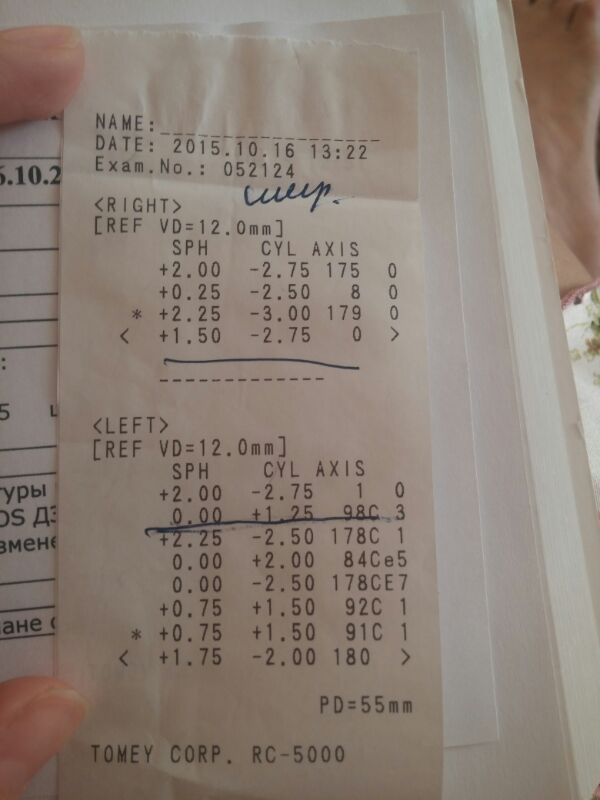 NAME:
DATE: 2015.10.16 13:22
Exam.No.: 052124
<RIGHT>
[REF VD=12.0mm]
SPH CYL AXIS
+2.00 -2.75 175 0
+0.25 -2.50 8 0
* +2.25 -3.00 179 0
< +1.50 -2.75 0 >
<LEFT>
[REF VD=12.0mm]
SPH CYL AXIS
+2.00 -2.75 1 0
0.00 +1.25 98C 3
+2.25 -2.50 178C 1
0.00 +2.00 84Ce5
0.00 -2.50 178CE7
+0.75 +1.50 92C 1
* +0.75 +1.50 91C 1
< +1.75 -2.00 180 >
PD=55mm
TOMEY CORP. RC-5000